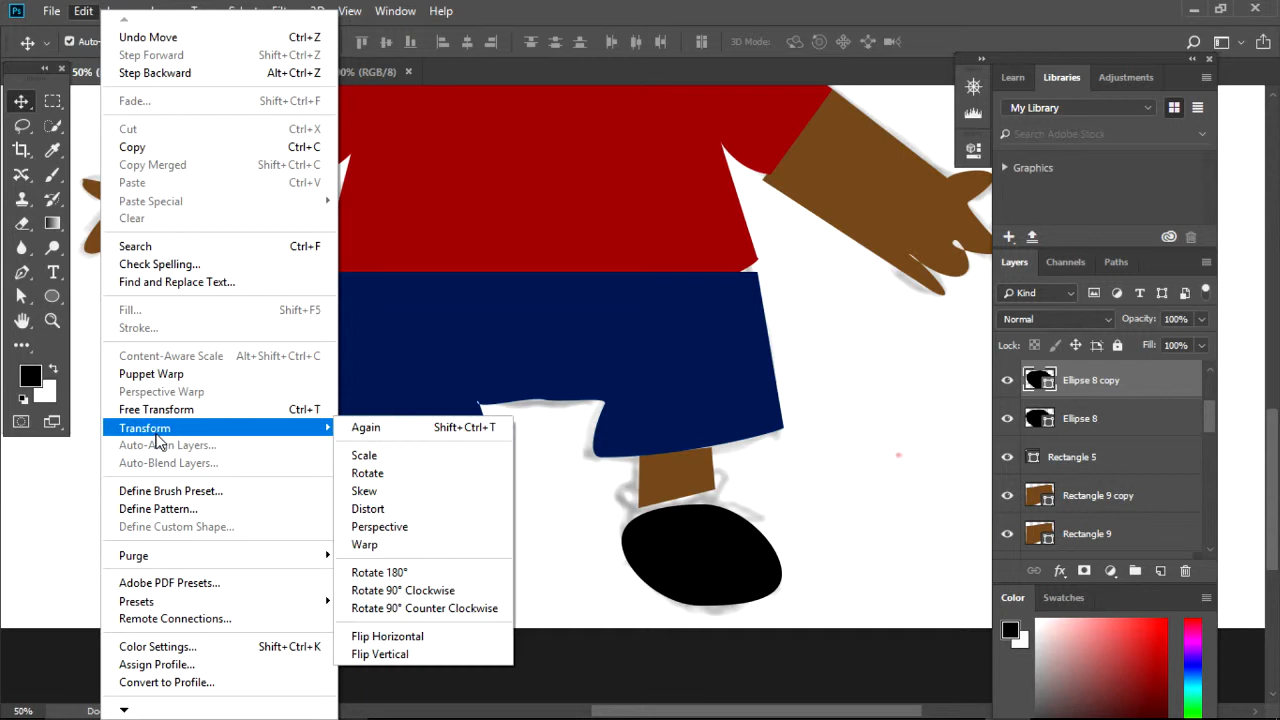 Ps File Edit View Window Help
Auto-
3D Mode:
50% 00% (RGB/8) ×
Undo Move Ctrl+Z
Step Forward Shift+Ctrl+Z
Step Backward Alt+Ctrl+Z
Fade... Shift+Ctrl+F
Cut Ctrl+X
Copy Ctrl+C
Copy Merged Shift+Ctrl+C
Paste Ctrl+V
Paste Special
Clear
Search Ctrl+F
Check Spelling...
Find and Replace Text...
Fill... Shift+F5
Stroke...
Content-Aware Scale Alt+Shift+Ctrl+C
Puppet Warp
Perspective Warp
Free Transform Ctrl+T
Transform
Auto-Align Layers...
Auto-Blend Layers...
Define Brush Preset...
Define Pattern...
Define Custom Shape...
Purge
Adobe PDF Presets...
Presets
Remote Connections...
Color Settings... Shift+Ctrl+K
Assign Profile...
Convert to Profile...
Again Shift+Ctrl+T
Scale
Rotate
Skew
Distort
Perspective
Warp
Rotate 180°
Rotate 90° Clockwise
Rotate 90° Counter Clockwise
Flip Horizontal
Flip Vertical
Learn Libraries Adjustments
My Library
Search Adobe Stock
Graphics
Layers Channels Paths
Kind
Normal Opacity: 100%
Lock: Fill: 100%
Ellipse 8 copy
Ellipse 8
Rectangle 5
Rectangle 9 copy
Rectangle 9
Color Swatches
50%